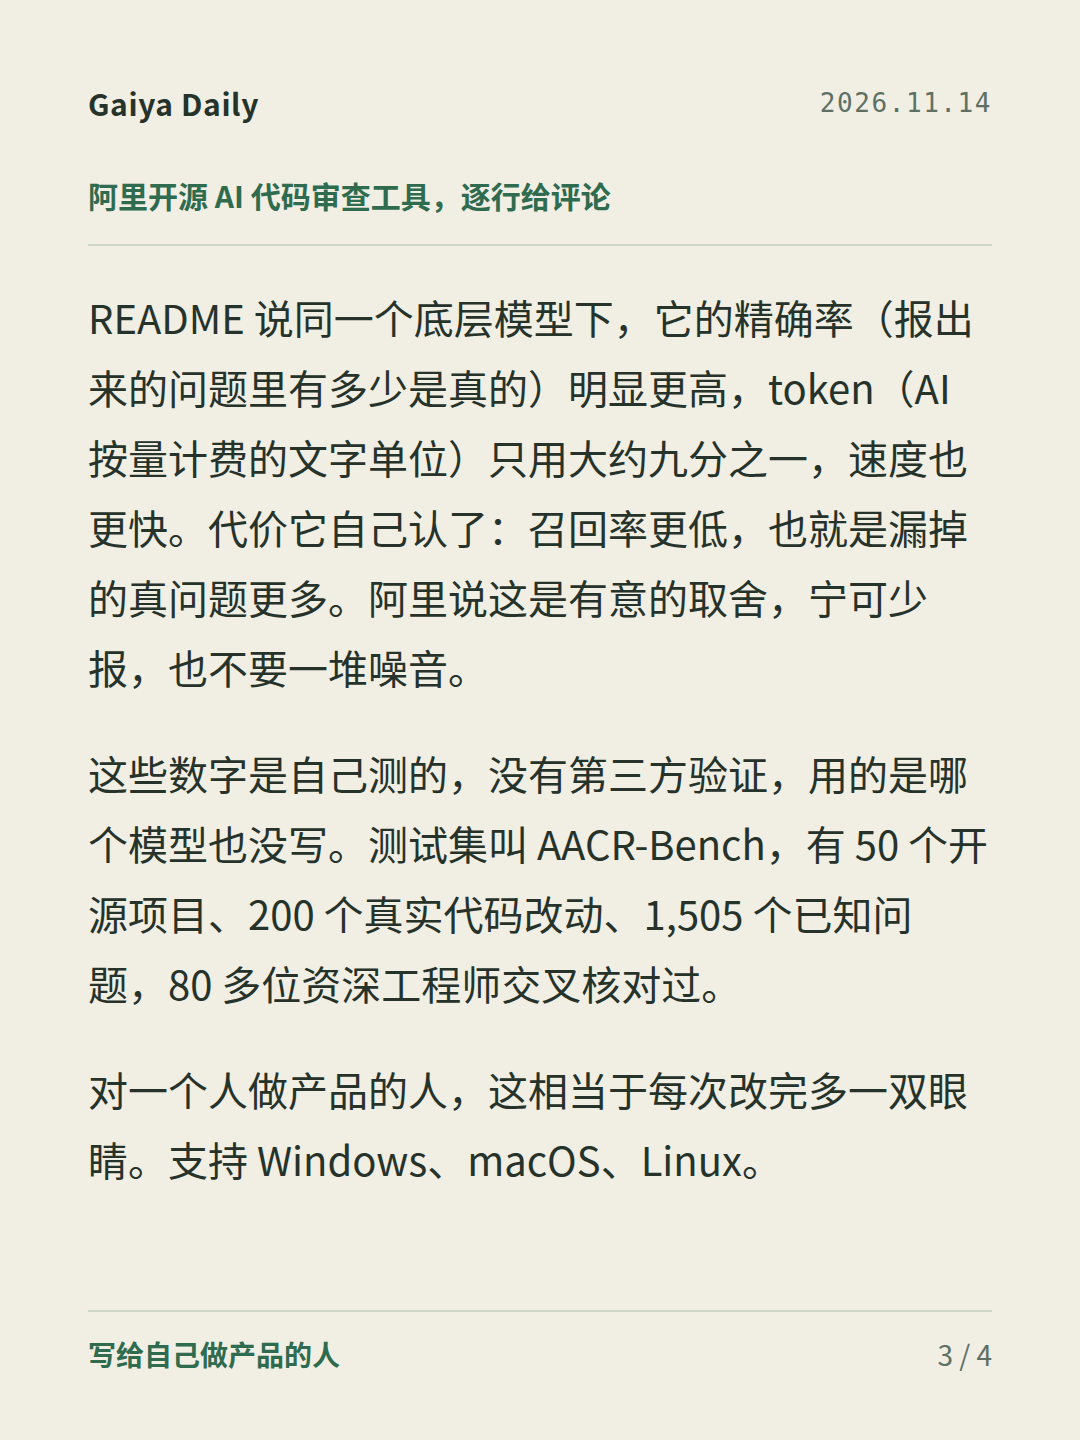 Gaiya Daily
2026.11.14
阿里开源 AI 代码审查工具，逐行给评论
README 说同一个底层模型下，它的精确率（报出
来的问题里有多少是真的）明显更高，token（AI
按量计费的文字单位）只用大约九分之一，速度也
更快。代价它自己认了：召回率更低，也就是漏掉
的真问题更多。阿里说这是有意的取舍，宁可少
报，也不要一堆噪音。
这些数字是自己测的，没有第三方验证，用的是哪
个模型也没写。测试集叫 AACR-Bench，有 50 个开
源项目、200 个真实代码改动、1,505 个已知问
题，80 多位资深工程师交叉核对过。
对一个人做产品的人，这相当于每次改完多一双眼
睛。支持 Windows、macOS、Linux。
写给自己做产品的人
3 / 4